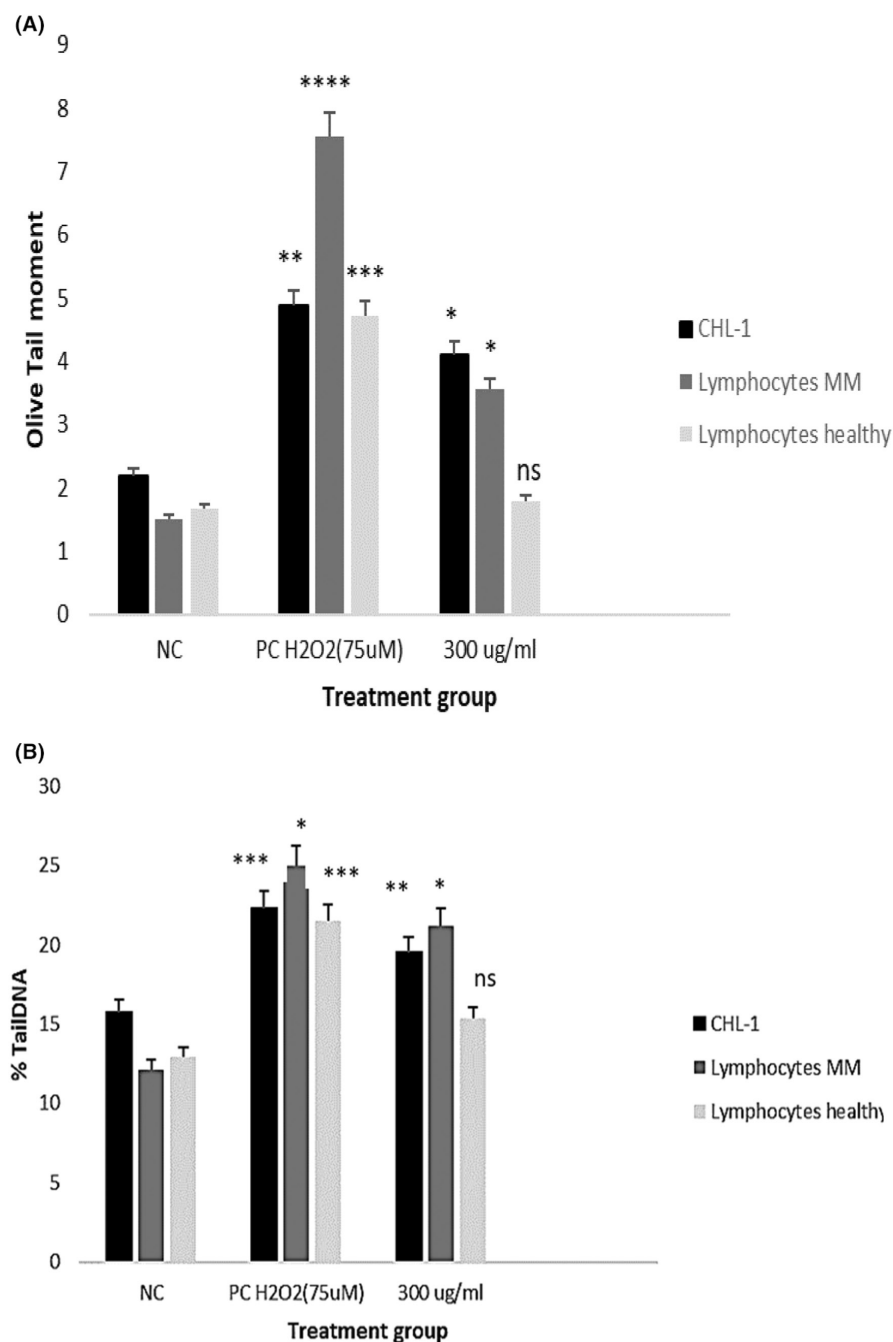 (A)
Olive Tail moment
9
8
7
6
5
4
3
2
1
0
****
**
***
*
*
ns
NC
PC H2O2(75uM)
300 ug/ml
Treatment group
CHL-1
Lymphocytes MM
Lymphocytes healthy
(B)
% TailDNA
30
25
20
15
10
5
0
***
*
***
**
*
ns
NC
PC H2O2(75uM)
300 ug/ml
Treatment group
CHL-1
Lymphocytes MM
Lymphocytes healthy